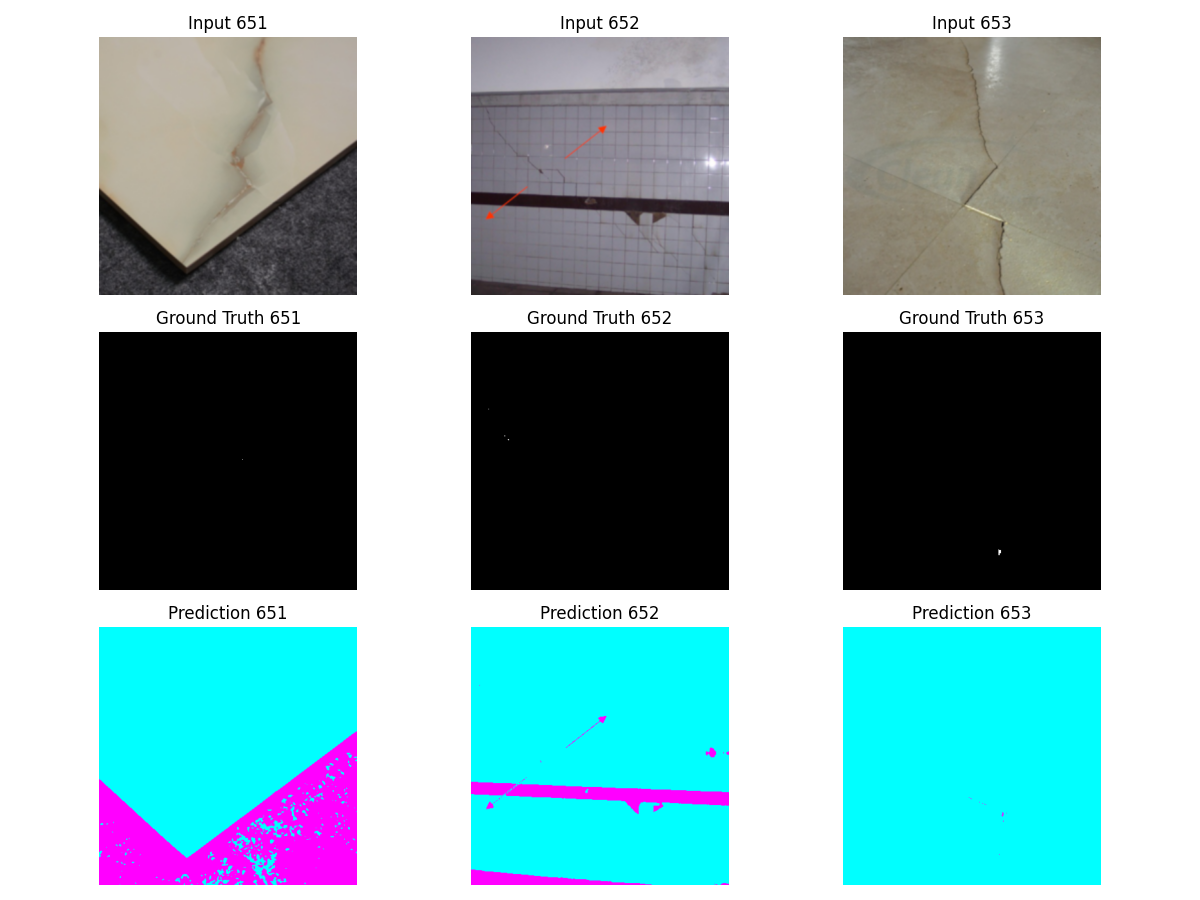 Input 651
Input 652
Input 653
Ground Truth 651
Ground Truth 652
Ground Truth 653
Prediction 651
Prediction 652
Prediction 653